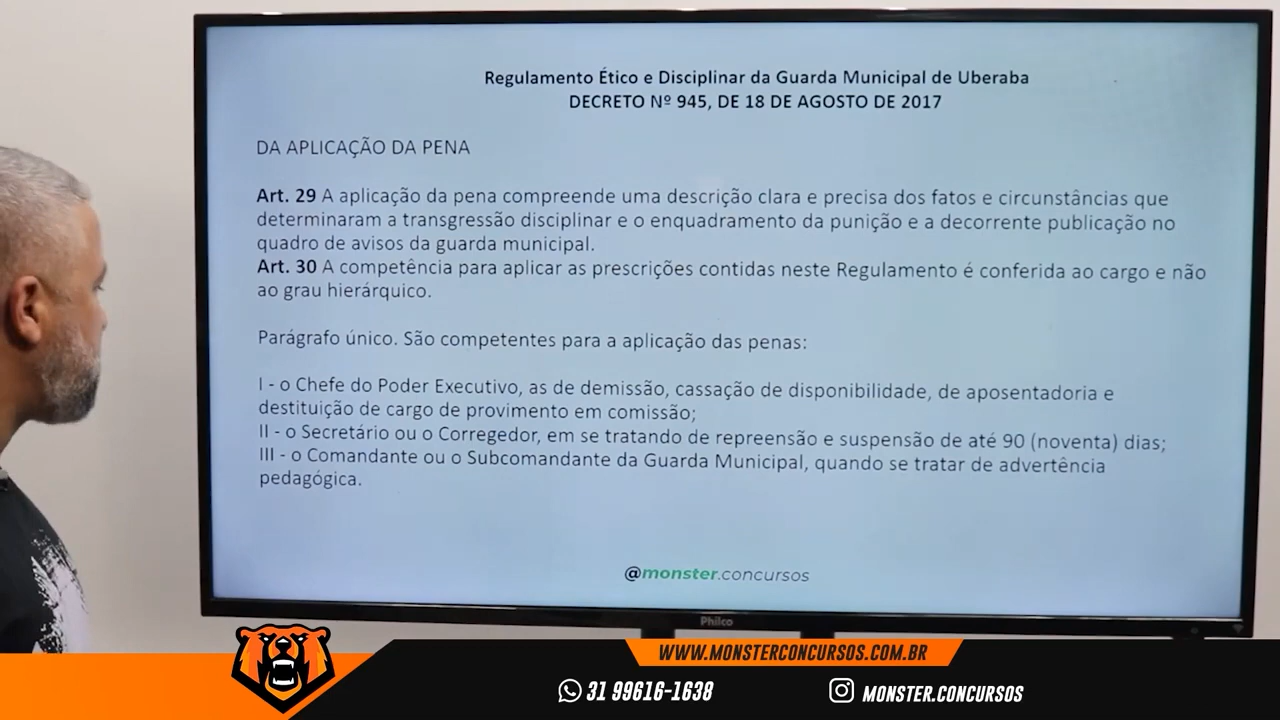 Regulamento Ético e Disciplinar da Guarda Municipal de Uberaba
DECRETO Nº 945, DE 18 DE AGOSTO DE 2017
DA APLICAÇÃO DA PENA
Art. 29 A aplicação da pena compreende uma descrição clara e precisa dos fatos e circunstâncias que
determinaram a transgressão disciplinar e o enquadramento da punição e a decorrente publicação no
quadro de avisos da guarda municipal.
Art. 30 A competência para aplicar as prescrições contidas neste Regulamento é conferida ao cargo e não
ao grau hierárquico.
Parágrafo único. São competentes para a aplicação das penas:
I - o Chefe do Poder Executivo, as de demissão, cassação de disponibilidade, de aposentadoria e
destituição de cargo de provimento em comissão;
II - o Secretário ou o Corregedor, em se tratando de repreensão e suspensão de até 90 (noventa) dias;
III - o Comandante ou o Subcomandante da Guarda Municipal, quando se tratar de advertência
pedagógica.
@monster.concursos
Philco
WWW.MONSTERCONCURSOS.COM.BR
31 99616-1638
MONSTER.CONCURSOS